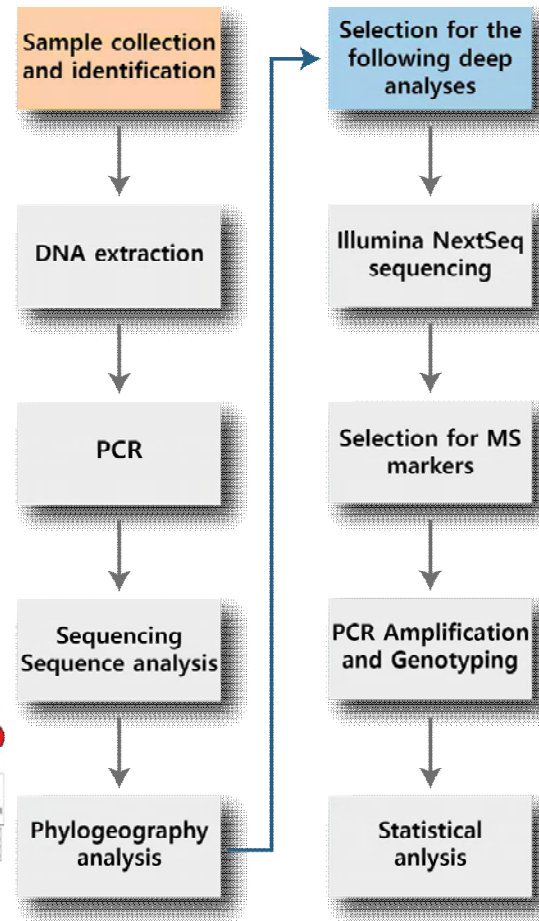 Sample collection
and identification
DNA extraction
PCR
Sequencing
Sequence analysis
Phylogeography
analysis
Selection for the
following deep
analyses
Illumina NextSeq
sequencing
Selection for MS
markers
PCR Amplification
and Genotyping
Statistical
anlysis